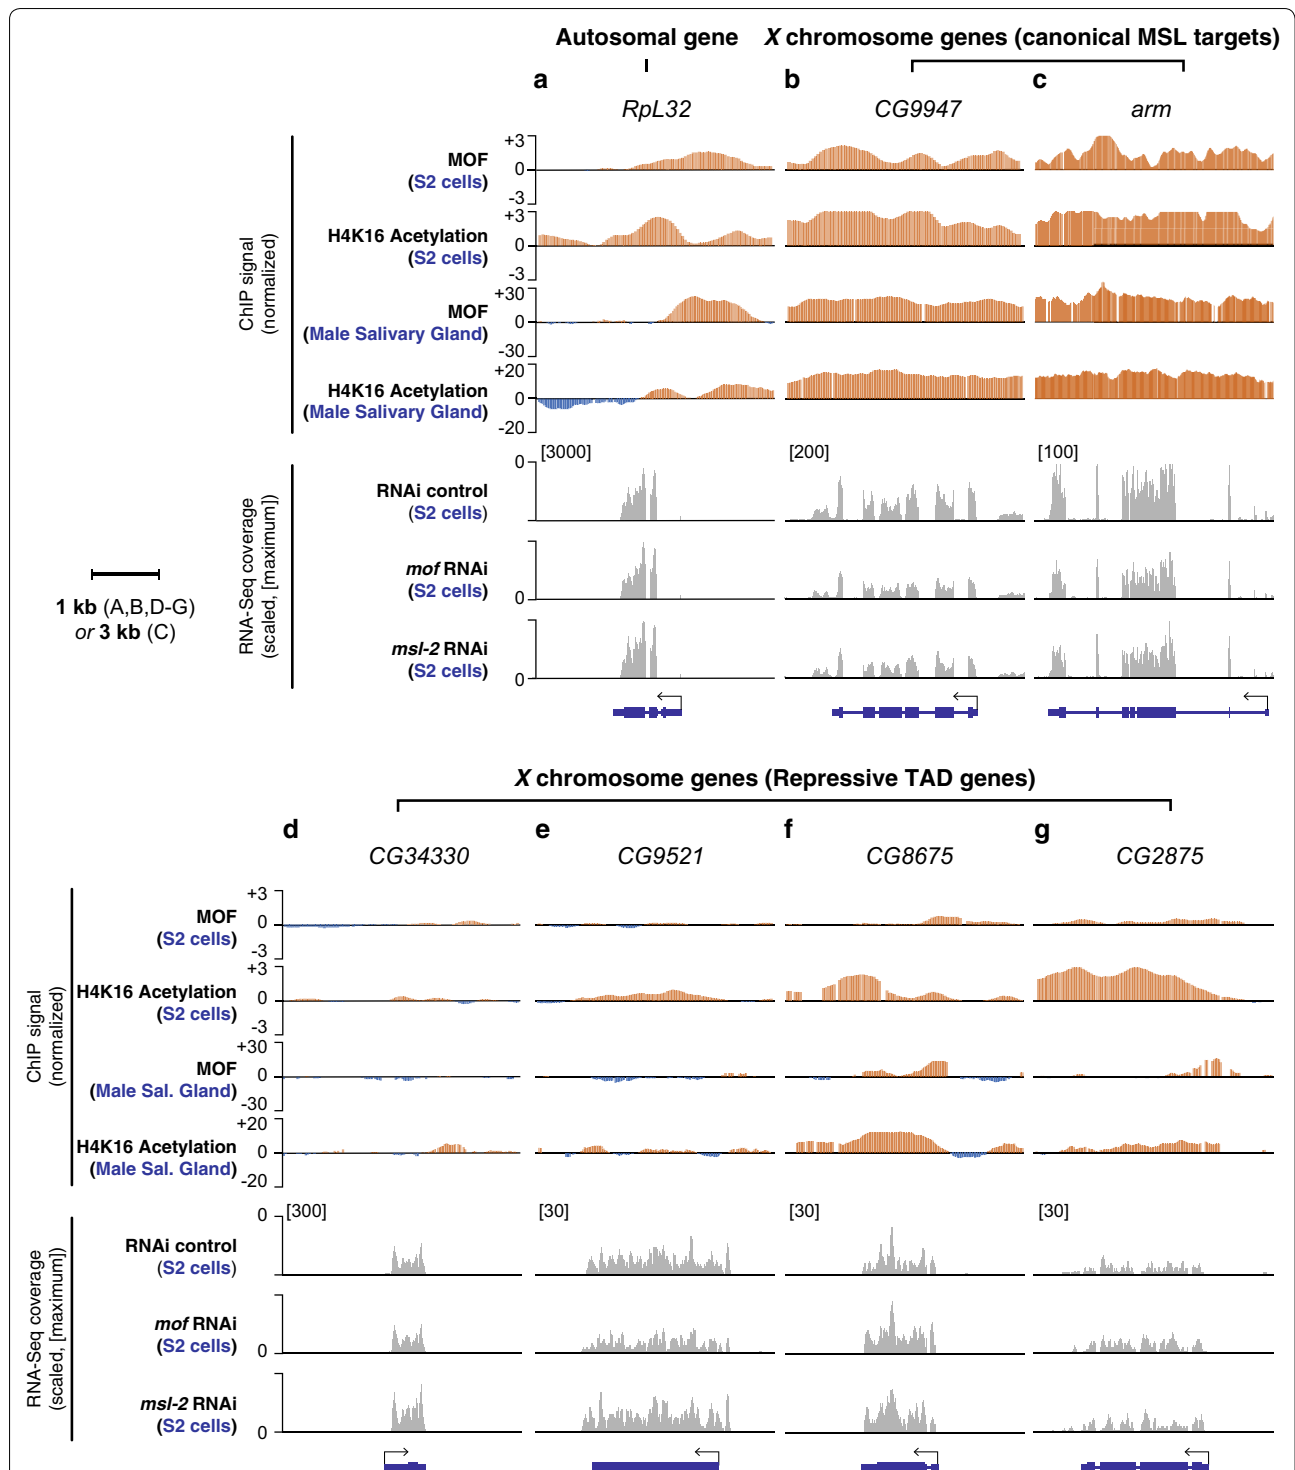 Autosomal gene
X chromosome genes (canonical MSL targets)
a
b
c
RpL32
CG9947
arm
ChIP signal
(normalized)
MOF
(S2 cells)
+3
0
-3
H4K16 Acetylation
(S2 cells)
+3
0
-3
MOF
(Male Salivary Gland)
+30
0
-30
H4K16 Acetylation
(Male Salivary Gland)
+20
0
-20
RNA-Seq coverage
(scaled, [maximum])
[3000]
[200]
[100]
RNAi control
(S2 cells)
0
mof RNAi
(S2 cells)
0
msl-2 RNAi
(S2 cells)
0
1 kb (A,B,D-G)
or 3 kb (C)
X chromosome genes (Repressive TAD genes)
d
e
f
g
CG34330
CG9521
CG8675
CG2875
ChIP signal
(normalized)
MOF
(S2 cells)
+3
0
-3
H4K16 Acetylation
(S2 cells)
+3
0
-3
MOF
(Male Sal. Gland)
+30
0
-30
H4K16 Acetylation
(Male Sal. Gland)
+20
0
-20
RNA-Seq coverage
(scaled, [maximum])
[300]
[30]
[30]
[30]
RNAi control
(S2 cells)
0
mof RNAi
(S2 cells)
0
msl-2 RNAi
(S2 cells)
0